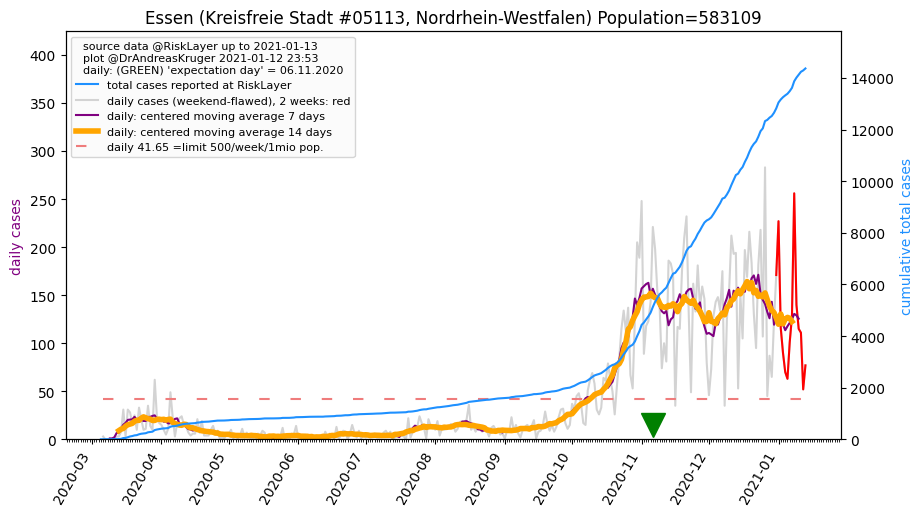 Essen (Kreisfreie Stadt #05113, Nordrhein-Westfalen) Population=583109
source data @RiskLayer up to 2021-01-13
plot @DrAndreasKruger 2021-01-12 23:53
daily: (GREEN) 'expectation day' = 06.11.2020
total cases reported at RiskLayer
daily cases (weekend-flawed), 2 weeks: red
daily: centered moving average 7 days
daily: centered moving average 14 days
daily 41.65 =limit 500/week/1mio pop.
daily cases
400
350
300
250
200
150
100
50
0
cumulative total cases
14000
12000
10000
8000
6000
4000
2000
0
2020-03
2020-04
2020-05
2020-06
2020-07
2020-08
2020-09
2020-10
2020-11
2020-12
2021-01